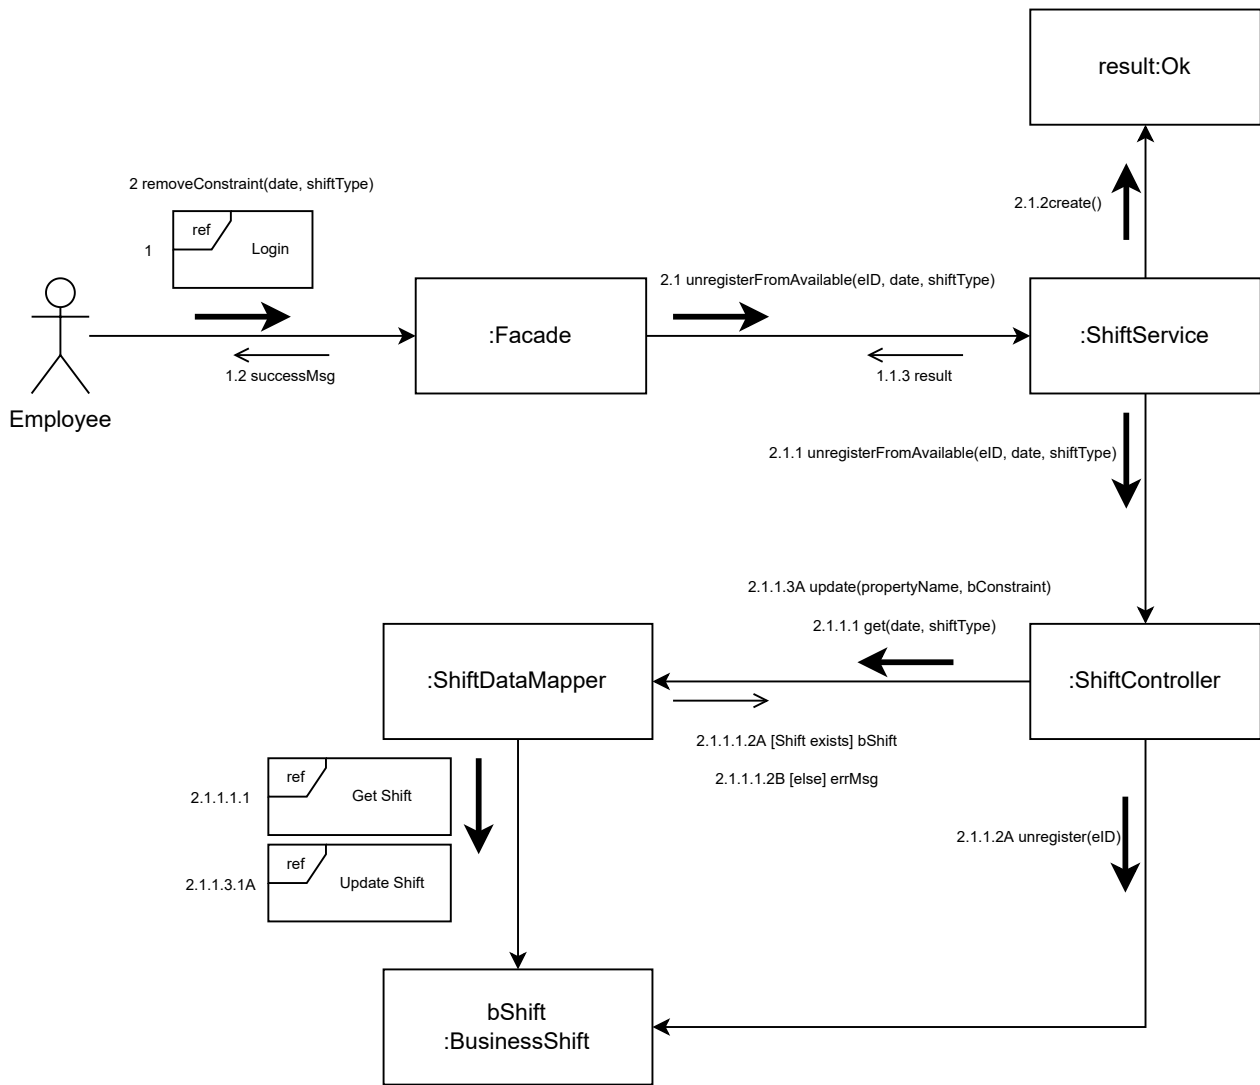 result:Ok
2 removeConstraint(date, shiftType)
2.1.2create()
ref
1
Login
2.1 unregisterFromAvailable(eID, date, shiftType)
:Facade
:ShiftService
1.2 successMsg
1.1.3 result
Employee
2.1.1 unregisterFromAvailable(eID, date, shiftType)
2.1.1.3A update(propertyName, bConstraint)
2.1.1.1 get(date, shiftType)
:ShiftDataMapper
:ShiftController
2.1.1.1.2A [Shift exists] bShift
2.1.1.1.2B [else] errMsg
ref
2.1.1.1.1
Get Shift
2.1.1.2A unregister(eID)
ref
2.1.1.3.1A
Update Shift
bShift
:BusinessShift